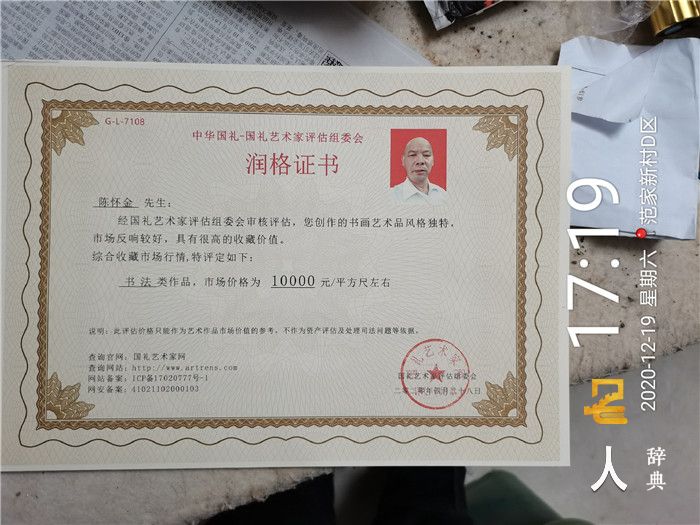 G-L-7108
中华国礼-国礼艺术家评估组委会
润格证书
陈怀金 先生:
经国礼艺术家评估组委会审核评估,您创作的书画艺术品风格独特,
市场反响较好,具有很高的收藏价值。
综合收藏市场行情,特评定如下:
书 法 类作品,市场价格为 10000 元/平方尺左右
说明:此评估价格只能作为艺术作品市场价值的参考,不作为资产评估及处理司法问题等依据。
查询官网:国礼艺术家网
查询网站:http://www.artrens.com
网站备案:ICP备17020777号-1
网安备案:41021102000103
国礼艺术家评估组委会
17:19
2020-12-19 星期六
范家新村D区
人
辞典